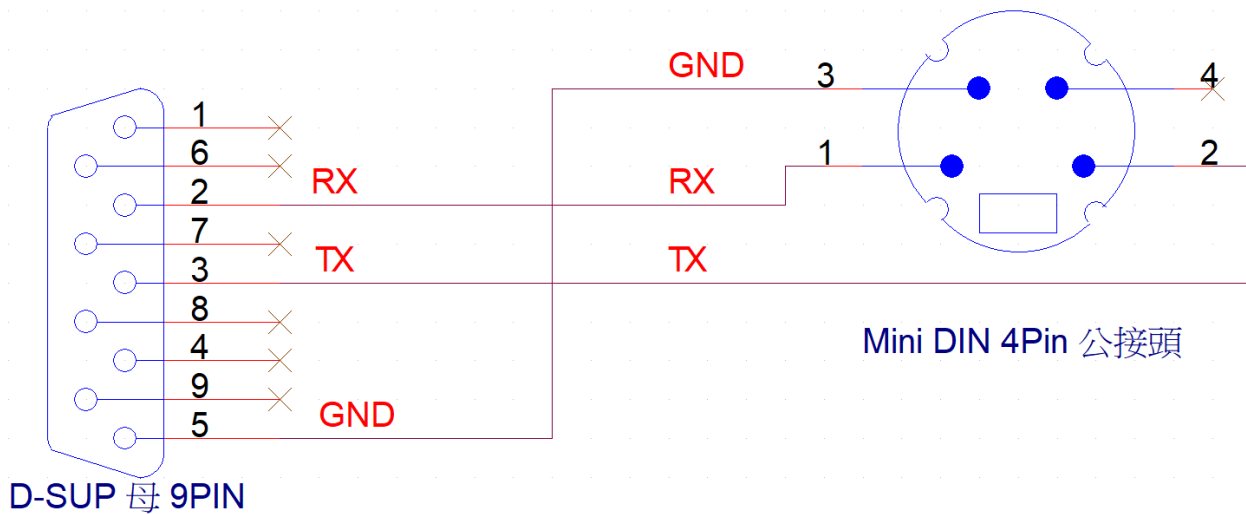 GND
3
4
1
6
RX
RX
1
2
2
7
TX
TX
3
8
Mini DIN 4Pin 公接頭
4
9
GND
5
D-SUP 母 9PIN